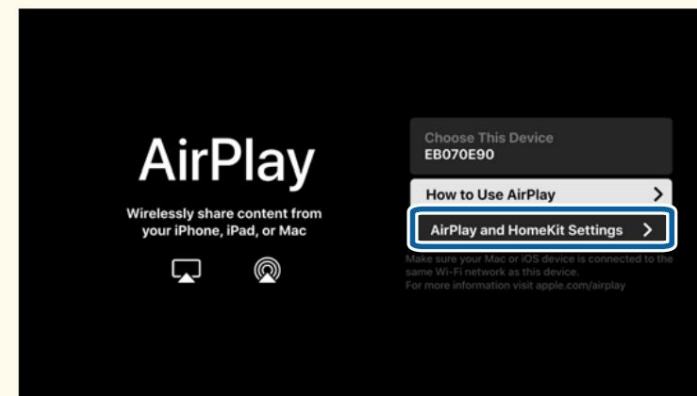 AirPlay
Wirelessly share content from
your iPhone, iPad, or Mac
Choose This Device
EB070E90
How to Use AirPlay
AirPlay and HomeKit Settings
Make sure your Mac or iOS device is connected to the
same Wi-Fi network as this device.
For more information visit apple.com/airplay